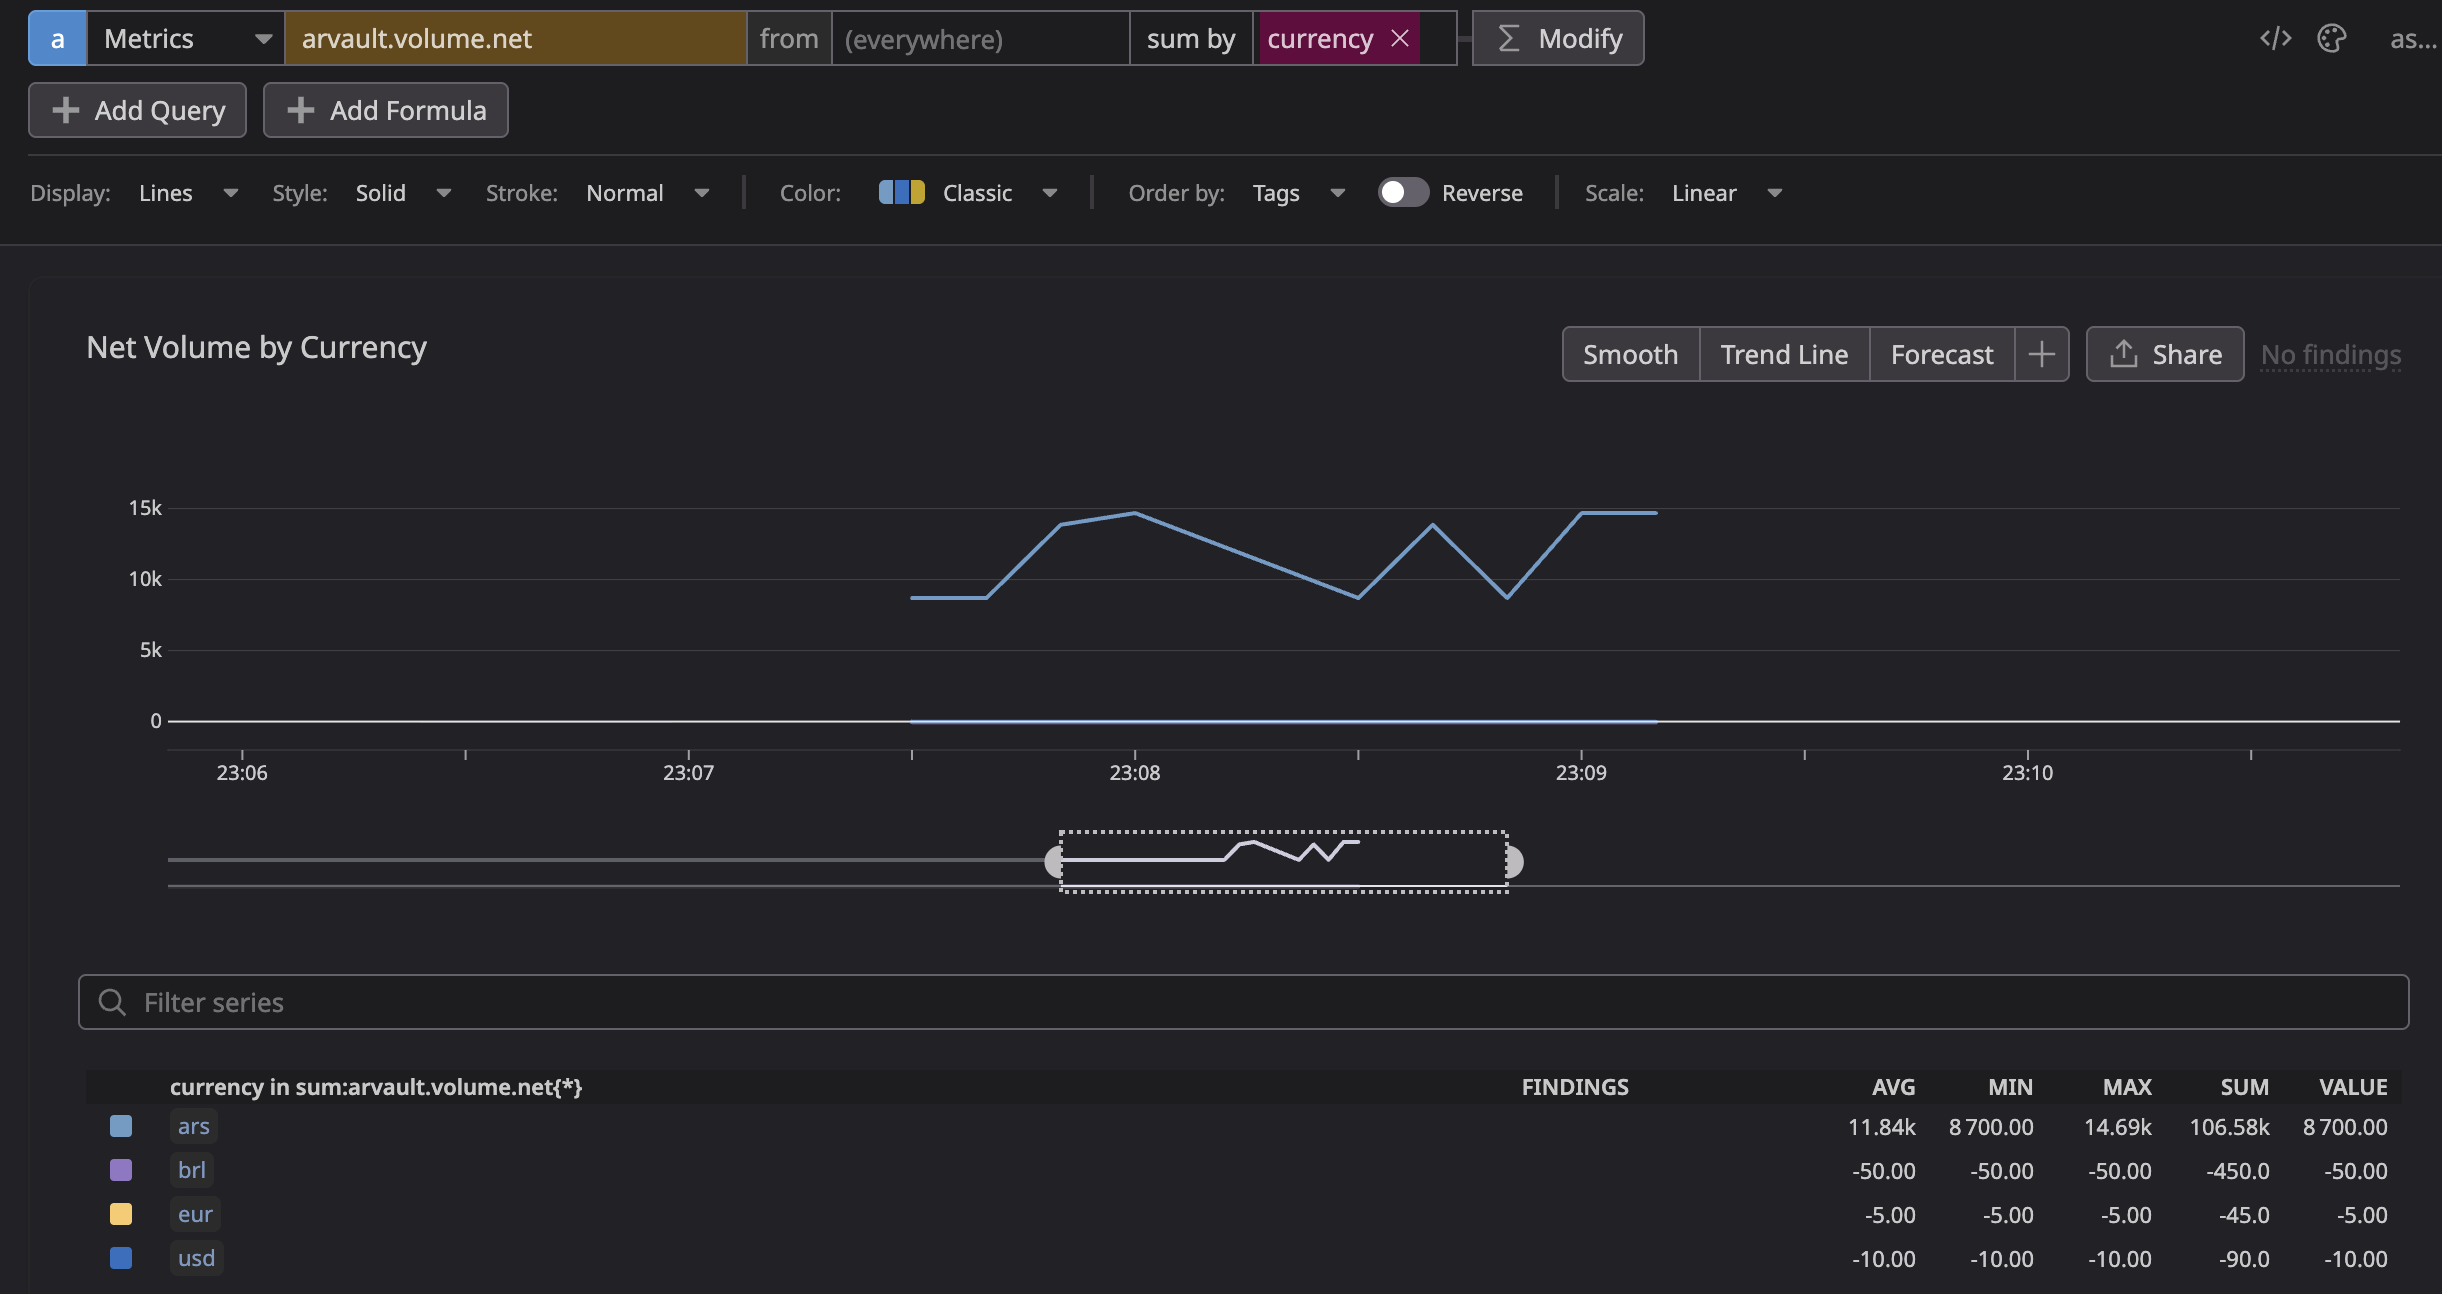 a Metrics arvault.volume.net from (everywhere) sum by currency Modify as...
Add Query Add Formula
Display: Lines Style: Solid Stroke: Normal Color: Classic Order by: Tags Reverse Scale: Linear
Net Volume by Currency Smooth Trend Line Forecast Share No findings
15k
10k
5k
0
23:06 23:07 23:08 23:09 23:10
Filter series
currency in sum:arvault.volume.net{*} FINDINGS AVG MIN MAX SUM VALUE
ars 11.84k 8 700.00 14.69k 106.58k 8 700.00
brl -50.00 -50.00 -50.00 -450.0 -50.00
eur -5.00 -5.00 -5.00 -45.0 -5.00
usd -10.00 -10.00 -10.00 -90.0 -10.00